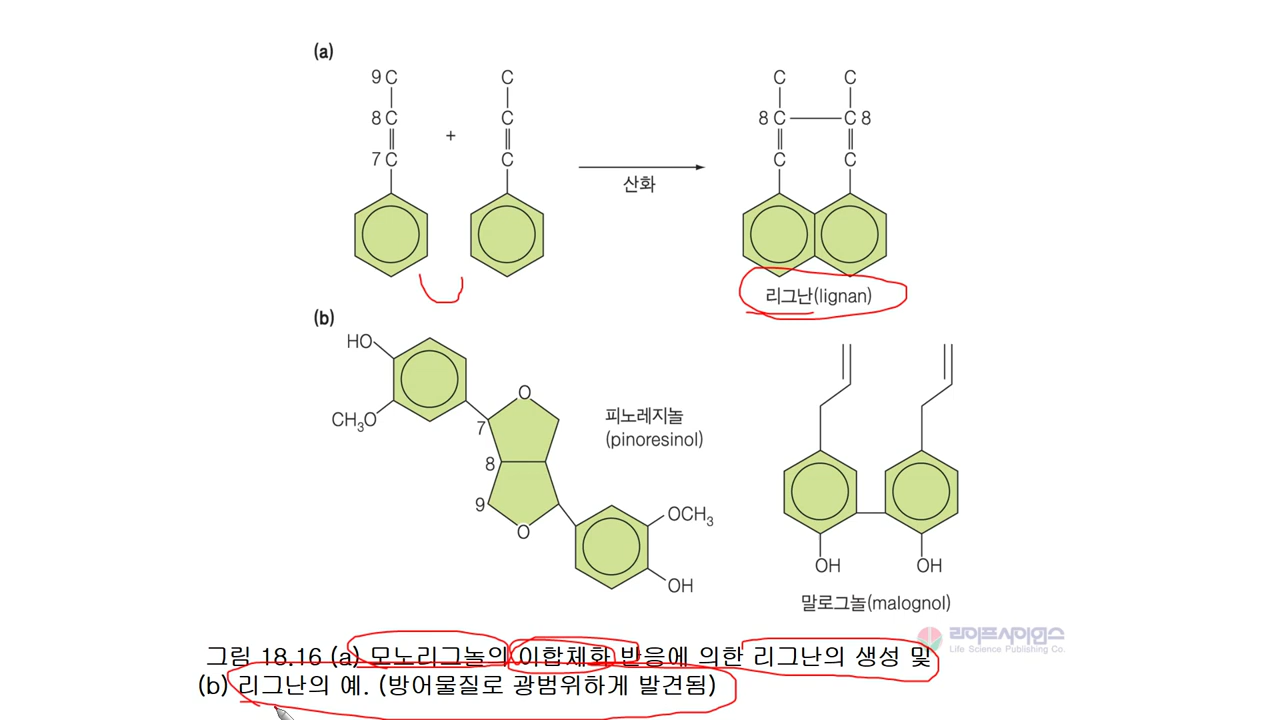 (a)
9 C
C
C
C
8 C
C
8 C
C 8
+
7 C
C
C
C
산화
리그난(lignan)
(b)
HO
O
CH3O
7
피노레지놀
(pinoresinol)
8
9
O
OCH3
OH
OH
OH
말로그놀(malognol)
라이프사이언스
Life Science Publishing Co.
그림 18.16 (a) 모노리그놀의 이합체화 반응에 의한 리그난의 생성 및
(b) 리그난의 예. (방어물질로 광범위하게 발견됨)